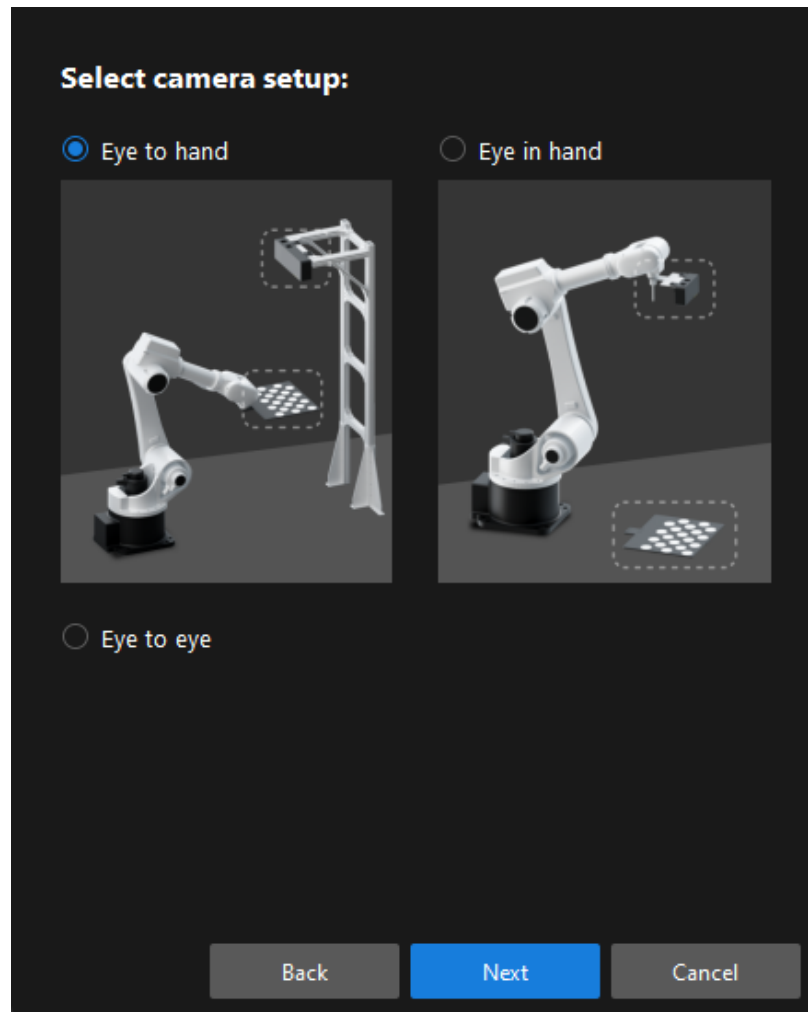 Select camera setup:
Eye to hand
Eye in hand
Eye to eye
Back
Next
Cancel